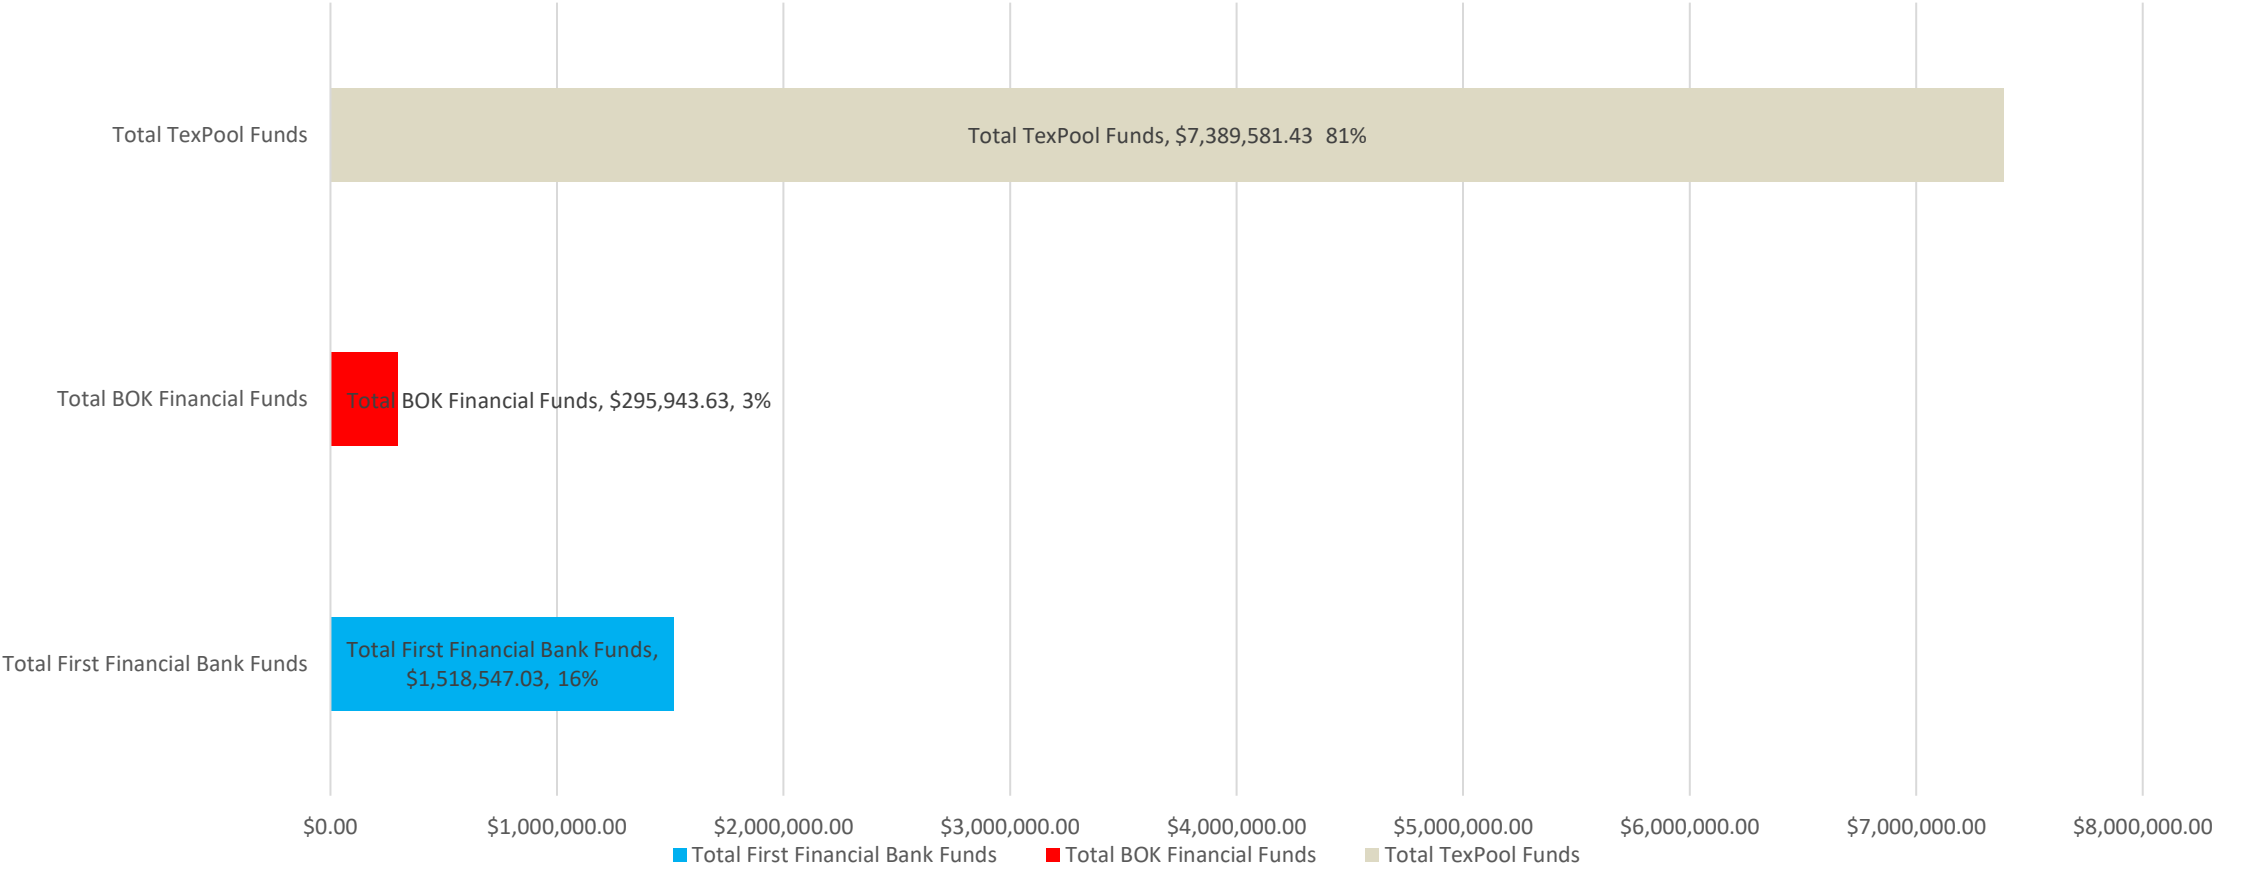 Total TexPool Funds
Total TexPool Funds, $7,389,581.43  81%
Total BOK Financial Funds
Total BOK Financial Funds, $295,943.63, 3%
Total First Financial Bank Funds
Total First Financial Bank Funds,
$1,518,547.03, 16%
$0.00
$1,000,000.00
$2,000,000.00
$3,000,000.00
$4,000,000.00
$5,000,000.00
$6,000,000.00
$7,000,000.00
$8,000,000.00
Total First Financial Bank Funds
Total BOK Financial Funds
Total TexPool Funds